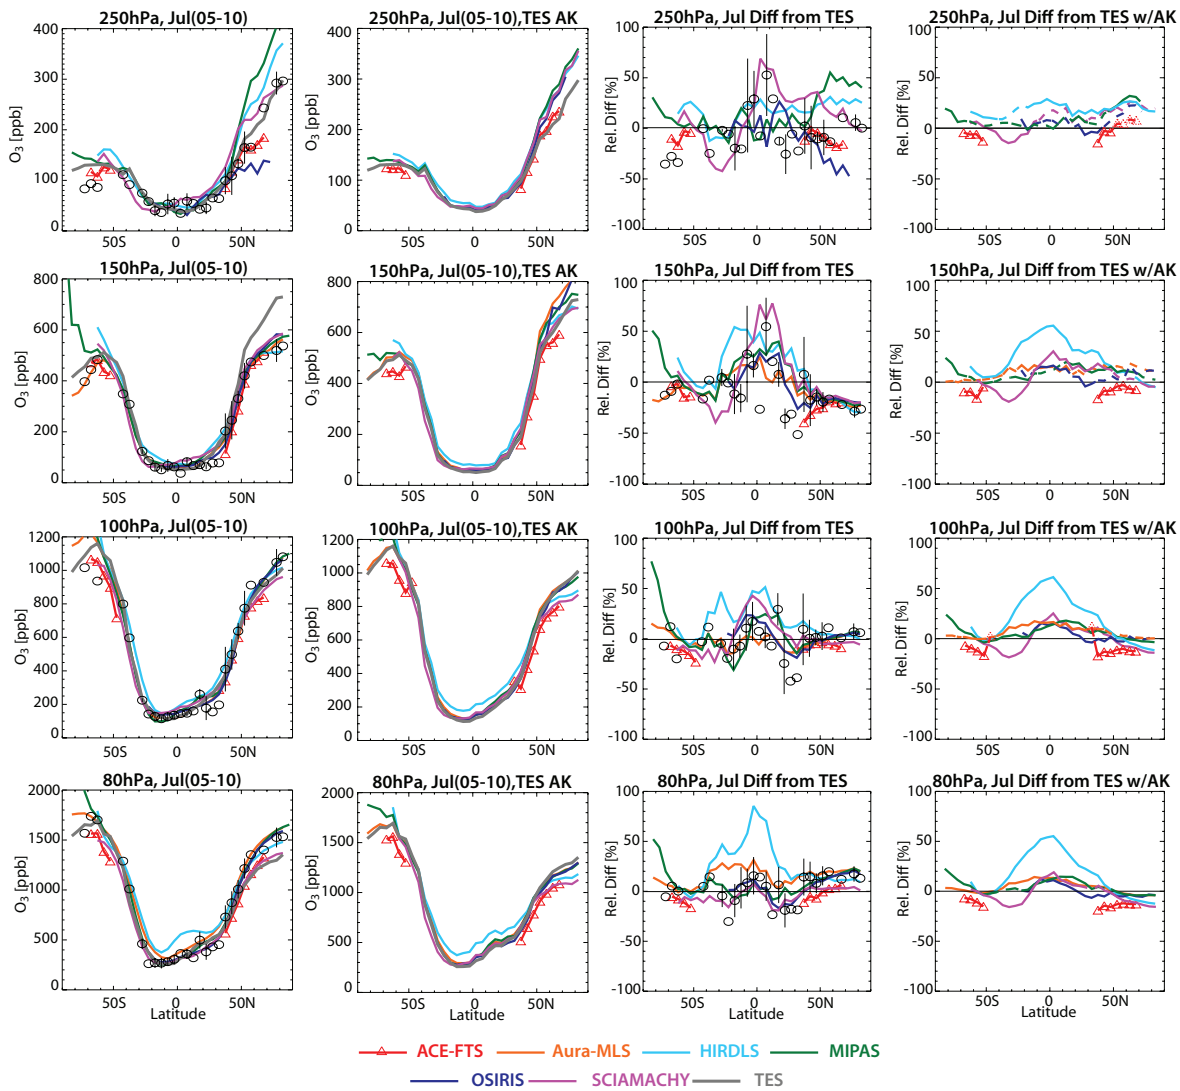 250hPa, Jul(05-10)
250hPa, Jul(05-10),TES AK
250hPa, Jul Diff from TES
250hPa, Jul Diff from TES w/AK
O3 [ppb]
400
300
200
100
0
50S 0 50N
O3 [ppb]
400
300
200
100
0
50S 0 50N
Rel. Diff [%]
100
50
0
-50
-100
50S 0 50N
Rel. Diff [%]
100
50
0
-50
-100
50S 0 50N
150hPa, Jul(05-10)
150hPa, Jul(05-10),TES AK
150hPa, Jul Diff from TES
150hPa, Jul Diff from TES w/AK
O3 [ppb]
800
600
400
200
0
50S 0 50N
O3 [ppb]
800
600
400
200
0
50S 0 50N
Rel. Diff [%]
100
50
0
-50
-100
50S 0 50N
Rel. Diff [%]
100
50
0
-50
-100
50S 0 50N
100hPa, Jul(05-10)
100hPa, Jul(05-10),TES AK
100hPa, Jul Diff from TES
100hPa, Jul Diff from TES w/AK
O3 [ppb]
1200
1000
800
600
400
200
0
50S 0 50N
O3 [ppb]
1200
1000
800
600
400
200
0
50S 0 50N
Rel. Diff [%]
100
50
0
-50
-100
50S 0 50N
Rel. Diff [%]
100
50
0
-50
-100
50S 0 50N
80hPa, Jul(05-10)
80hPa, Jul(05-10),TES AK
80hPa, Jul Diff from TES
80hPa, Jul Diff from TES w/AK
O3 [ppb]
2000
1500
1000
500
0
50S 0 50N
Latitude
O3 [ppb]
2000
1500
1000
500
0
50S 0 50N
Latitude
Rel. Diff [%]
100
50
0
-50
-100
50S 0 50N
Latitude
Rel. Diff [%]
100
50
0
-50
-100
50S 0 50N
Latitude
ACE-FTS Aura-MLS HIRDLS MIPAS
OSIRIS SCIAMACHY TES